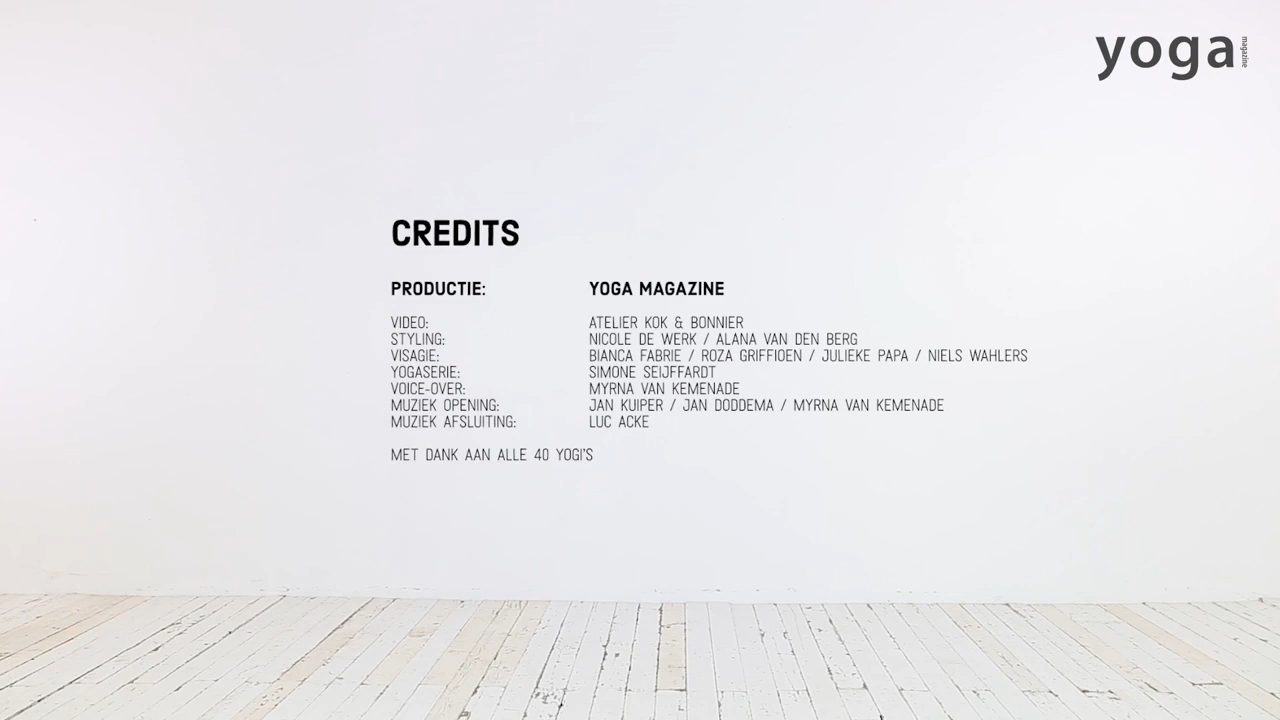 yoga magazine
CREDITS
PRODUCTIE: YOGA MAGAZINE
VIDEO: ATELIER KOK & BONNIER
STYLING: NICOLE DE WERK / ALANA VAN DEN BERG
VISAGIE: BIANCA FABRIE / ROZA GRIFFIOEN / JULIEKE PAPA / NIELS WAHLERS
YOGASERIE: SIMONE SEIJFFARDT
VOICE-OVER: MYRNA VAN KEMENADE
MUZIEK OPENING: JAN KUIPER / JAN DODDEMA / MYRNA VAN KEMENADE
MUZIEK AFSLUITING: LUC ACKE
MET DANK AAN ALLE 40 YOGI'S